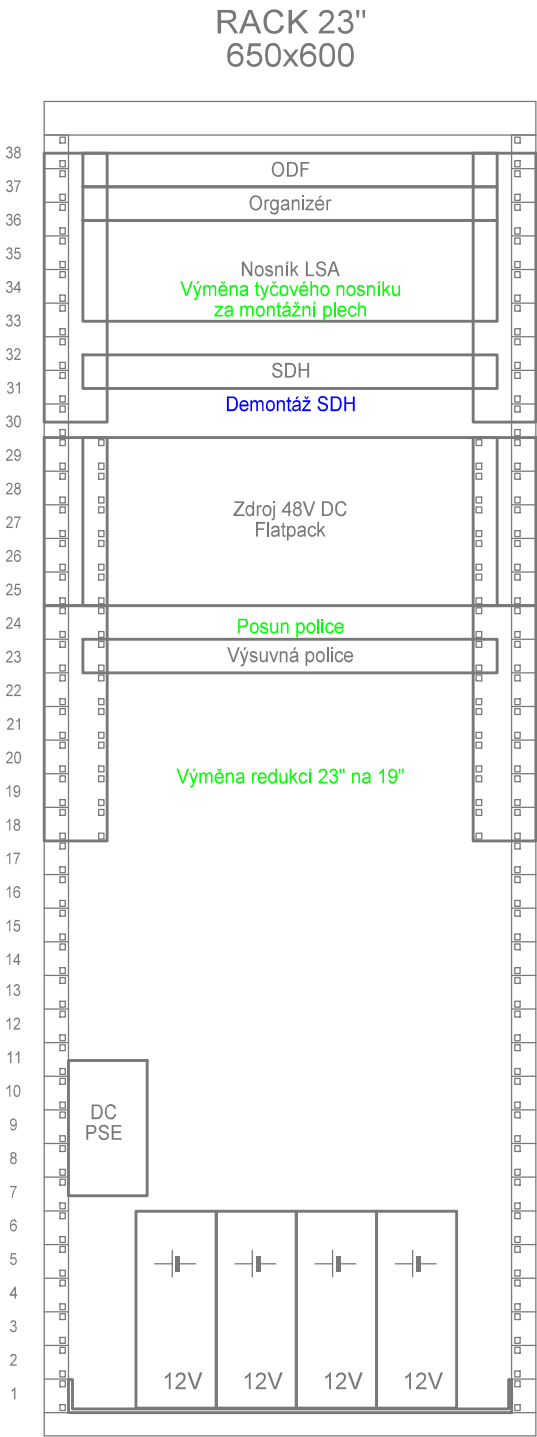 RACK 23"
650x600
38
ODF
37
Organizér
36
35
Nosník LSA
34
Výměna tyčového nosníku
za montážní plech
33
32
SDH
31
Demontáž SDH
30
29
28
Zdroj 48V DC
27
Flatpack
26
25
24
Posun police
23
Výsuvná police
22
21
20
Výměna redukcí 23" na 19"
19
18
17
16
15
14
13
12
11
10
DC
9
PSE
8
7
6
5
4
3
2
12V 12V 12V 12V
1